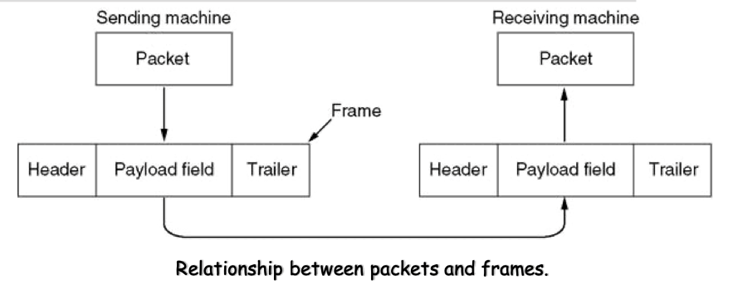 Sending machine
Receiving machine
Packet
Packet
Frame
Header
Payload field
Trailer
Header
Payload field
Trailer
Relationship between packets and frames.